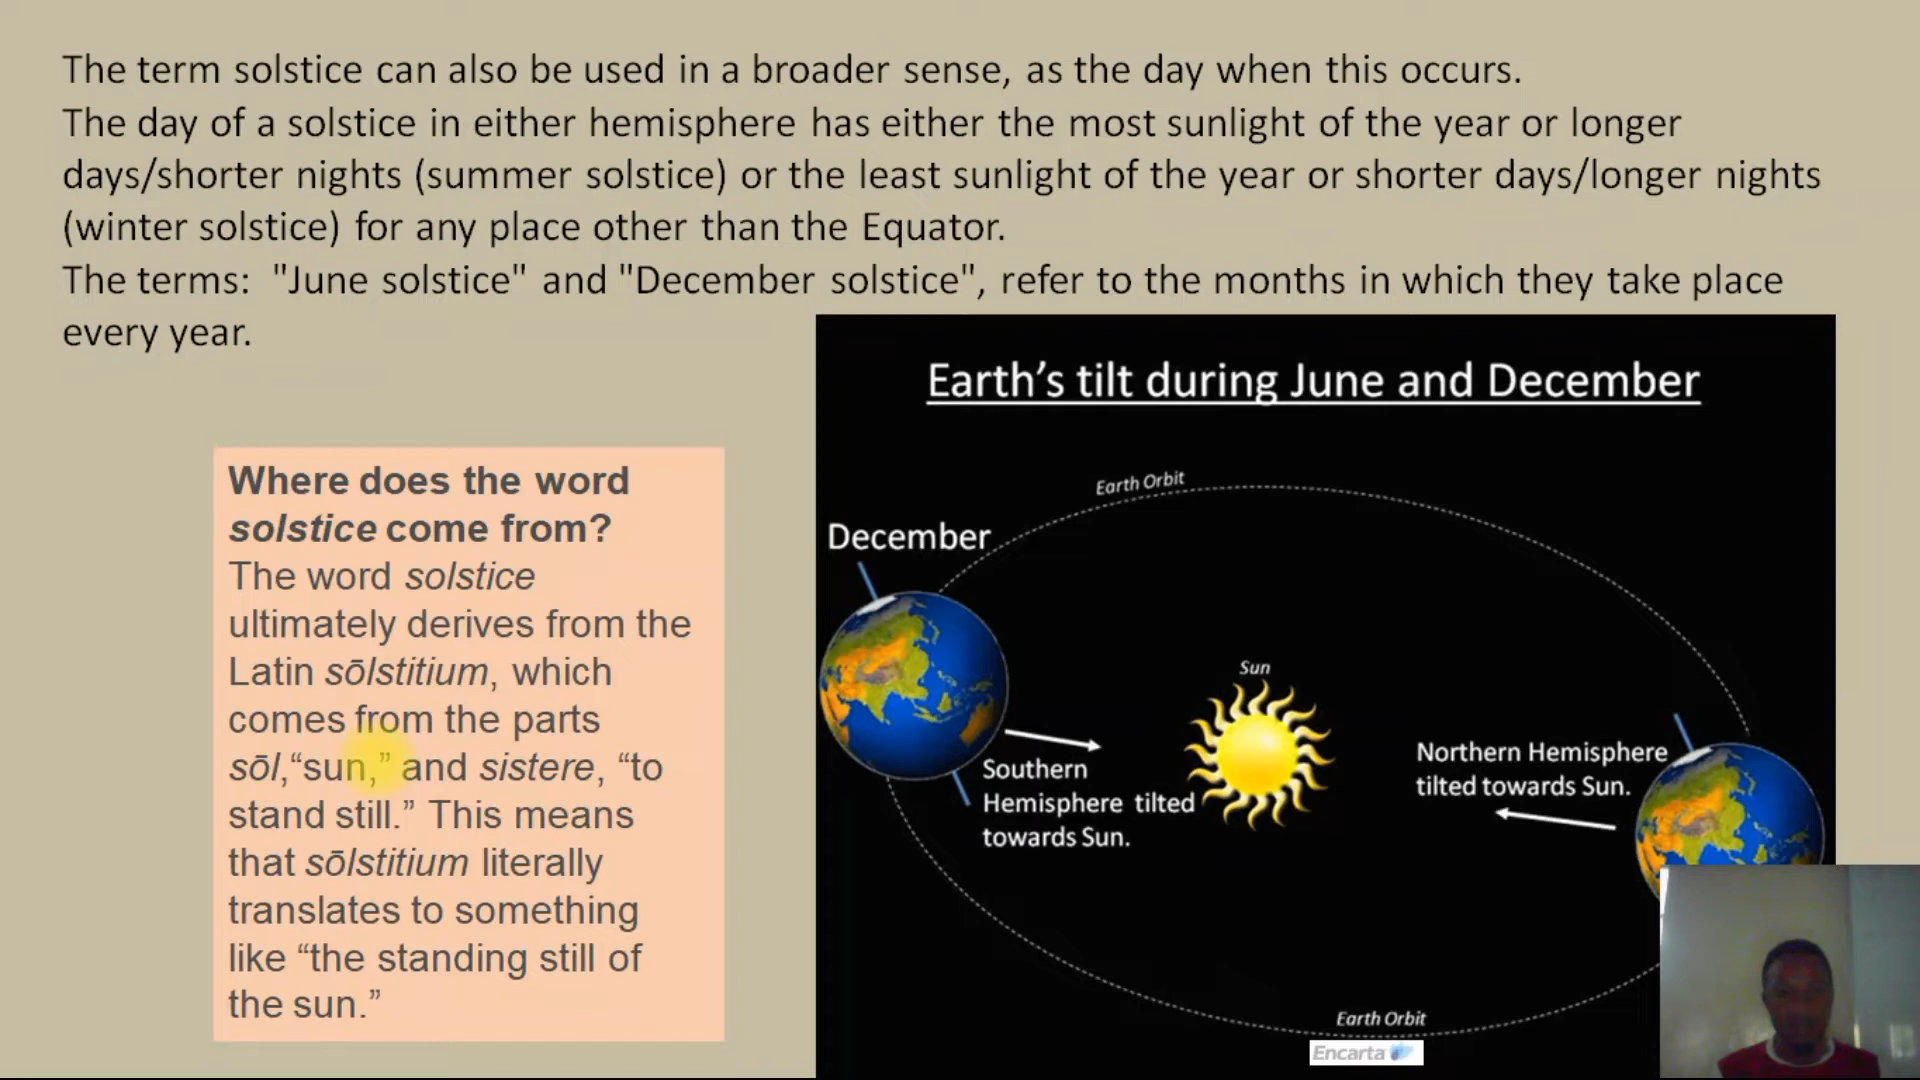 The term solstice can also be used in a broader sense, as the day when this occurs.
The day of a solstice in either hemisphere has either the most sunlight of the year or longer
days/shorter nights (summer solstice) or the least sunlight of the year or shorter days/longer nights
(winter solstice) for any place other than the Equator.
The terms:  "June solstice" and "December solstice", refer to the months in which they take place
every year.
Where does the word
solstice come from?
The word solstice
ultimately derives from the
Latin sōlstitium, which
comes from the parts
sōl,“sun,” and sistere, “to
stand still.” This means
that sōlstitium literally
translates to something
like “the standing still of
the sun.”
Earth’s tilt during June and December
Earth Orbit
December
Sun
Southern
Hemisphere tilted
towards Sun.
Northern Hemisphere
tilted towards Sun.
Earth Orbit
Encarta